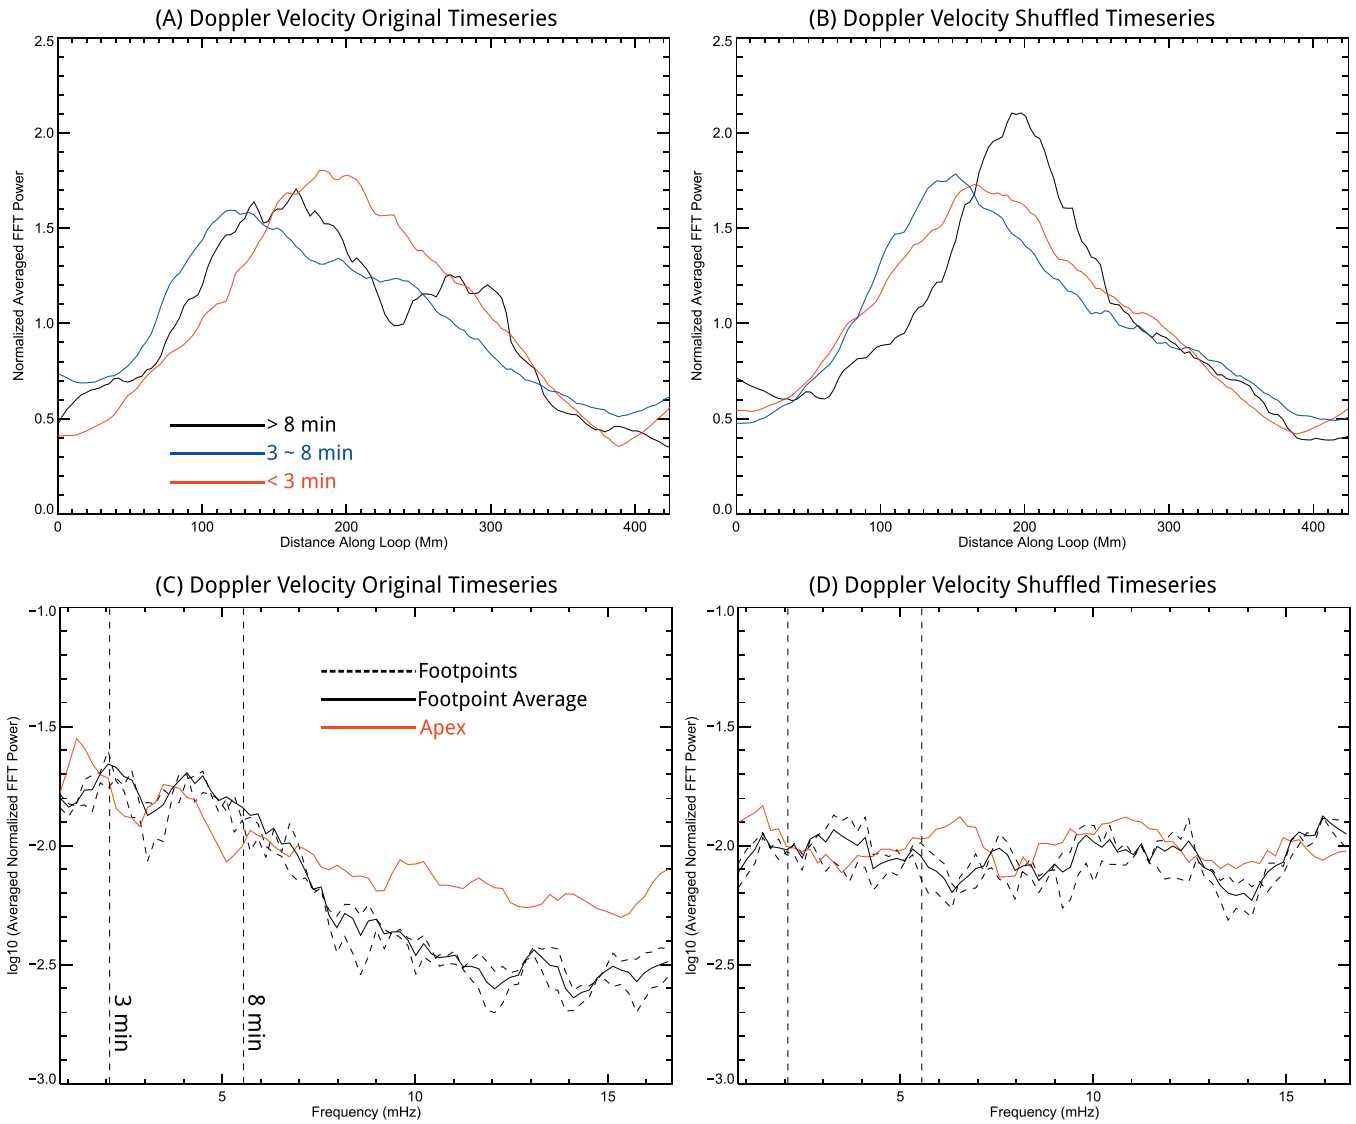 (A) Doppler Velocity Original Timeseries
2.5
2.0
1.5
1.0
0.5
0.0
Normalized Averaged FFT Power
> 8 min
3 ~ 8 min
< 3 min
0 100 200 300 400
Distance Along Loop (Mm)
(B) Doppler Velocity Shuffled Timeseries
2.5
2.0
1.5
1.0
0.5
0.0
Normalized Averaged FFT Power
0 100 200 300 400
Distance Along Loop (Mm)
(C) Doppler Velocity Original Timeseries
−1.0
−1.5
−2.0
−2.5
−3.0
log10 (Averaged Normalized FFT Power)
Footpoints
Footpoint Average
Apex
3 min
8 min
5 10 15
Frequency (mHz)
(D) Doppler Velocity Shuffled Timeseries
−1.0
−1.5
−2.0
−2.5
−3.0
log10 (Averaged Normalized FFT Power)
5 10 15
Frequency (mHz)